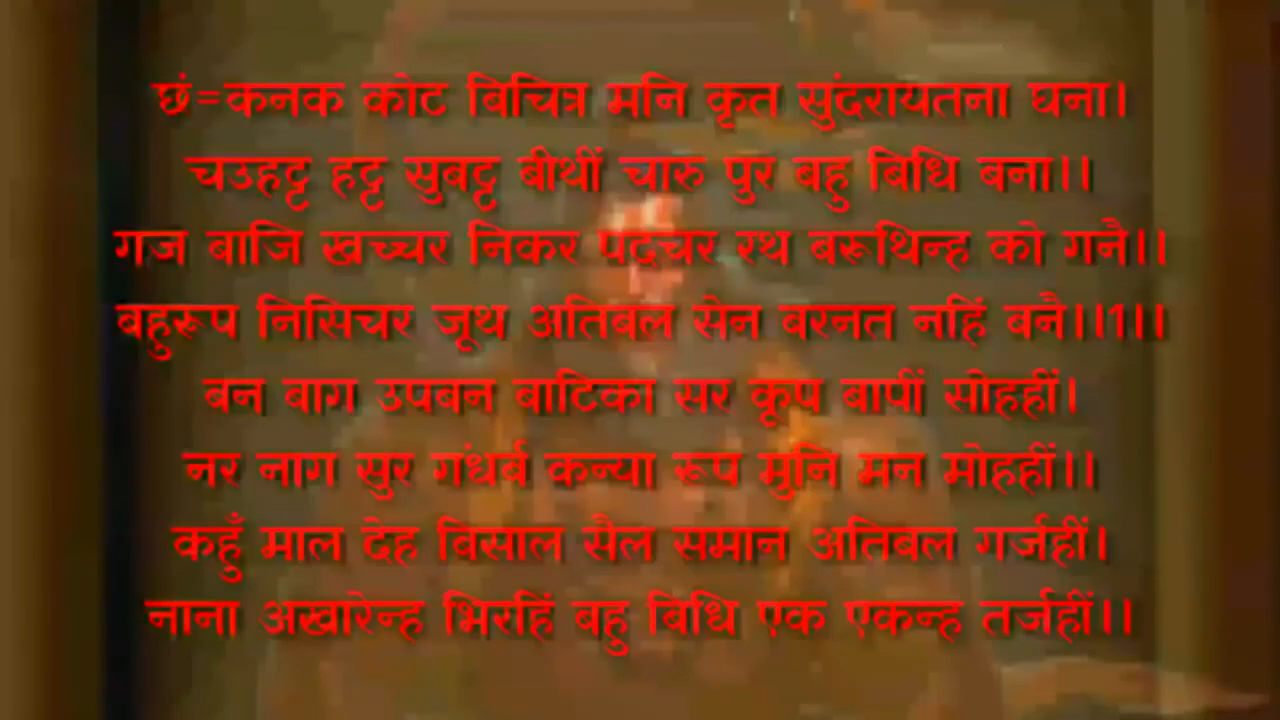 छं=कनक कोट बिचित्र मनि कृत सुंदरायतना घना।
चउहट्ट हट्ट सुबट्ट बीथीं चारु पुर बहु बिधि बना।।
गज बाजि खच्चर निकर पदचर रथ बरूथिन्ह को गनै।।
बहुरूप निसिचर जूथ अतिबल सेन बरनत नहिं बनै।।1।।
बन बाग उपबन बाटिका सर कूप बापीं सोहहीं।
नर नाग सुर गंधर्ब कन्या रूप मुनि मन मोहहीं।।
कहुँ माल देह बिसाल सैल समान अतिबल गर्जहीं।
नाना अखारेन्ह भिरहिं बहु बिधि एक एकन्ह तर्जहीं।।